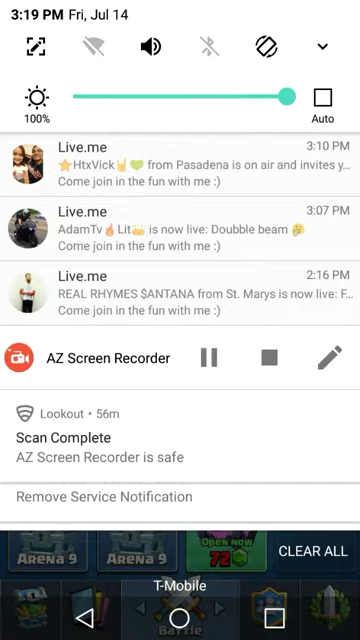 3:19 PM Fri, Jul 14
100%
Auto
Live.me 3:10 PM
⭐HtxVick🤘💚 from Pasadena is on air and invites y...
Come join in the fun with me :)
Live.me 3:07 PM
AdamTv🔥Lit🍻 is now live: Doubble beam 🤔
Come join in the fun with me :)
Live.me 2:16 PM
REAL RHYMES $ANTANA from St. Marys is now live: F...
Come join in the fun with me :)
AZ Screen Recorder
Lookout • 56m
Scan Complete
AZ Screen Recorder is safe
Remove Service Notification
Arena 9
Arena 9
Open now
72
CLEAR ALL
T-Mobile
Battle